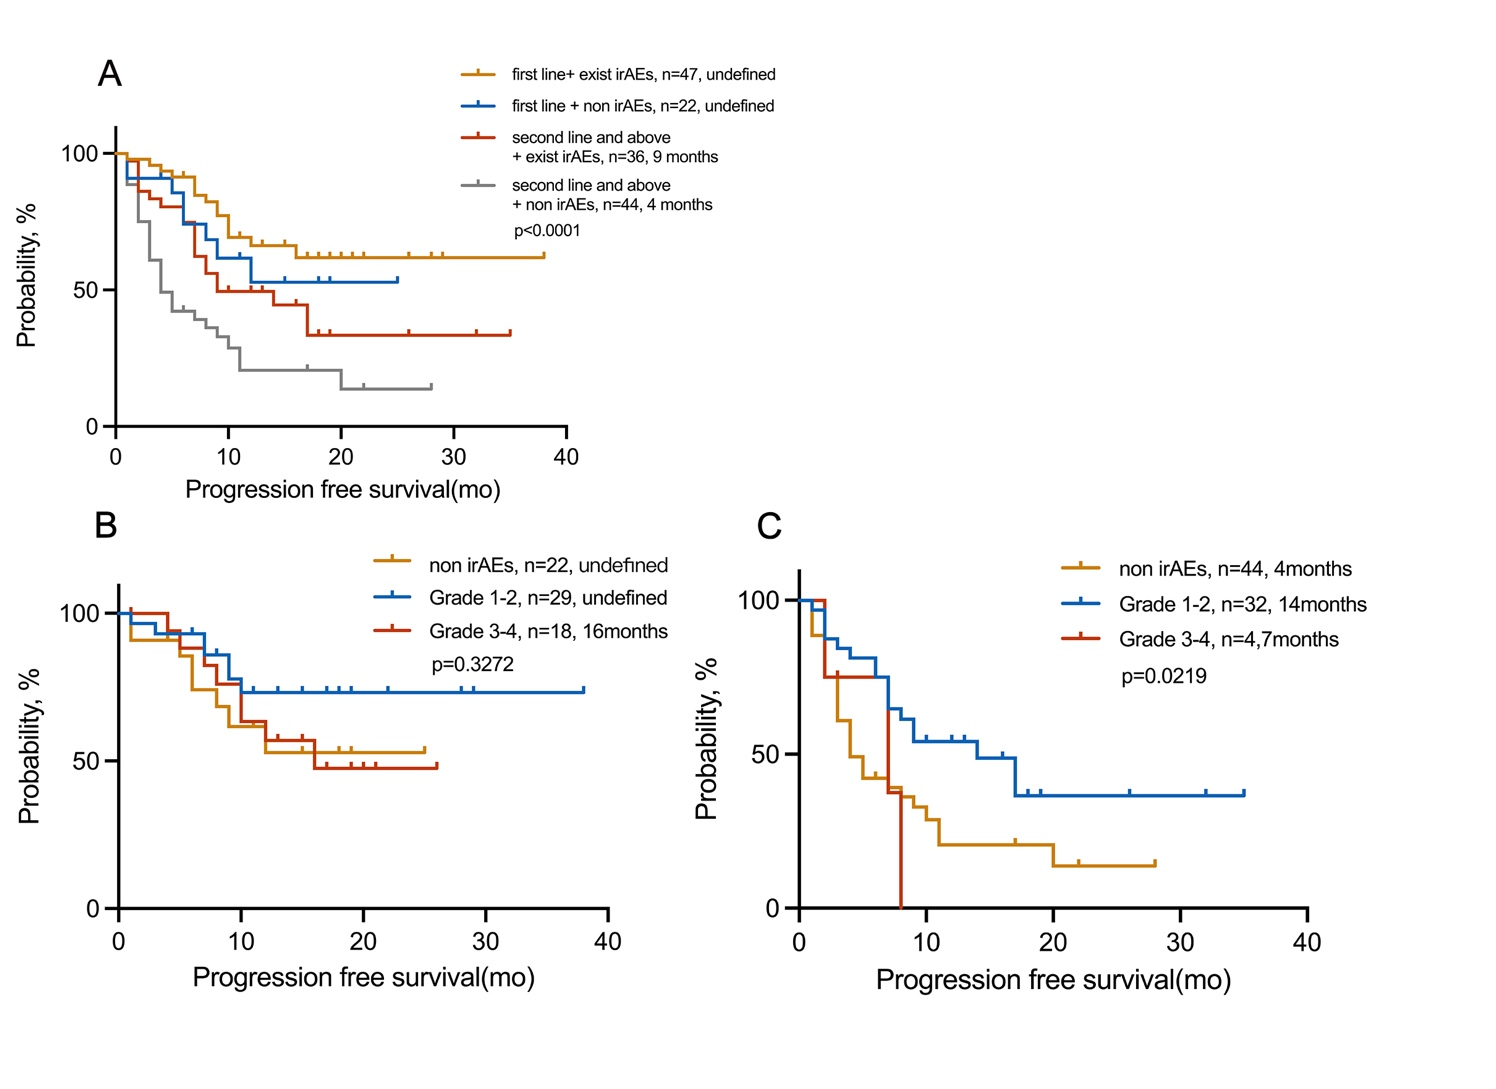 A
first line+ exist irAEs, n=47, undefined
first line + non irAEs, n=22, undefined
second line and above
+ exist irAEs, n=36, 9 months
second line and above
+ non irAEs, n=44, 4 months
p<0.0001
Probability, %
100
50
0
0 10 20 30 40
Progression free survival(mo)
B
non irAEs, n=22, undefined
Grade 1-2, n=29, undefined
Grade 3-4, n=18, 16months
p=0.3272
Probability, %
100
50
0
0 10 20 30 40
Progression free survival(mo)
C
non irAEs, n=44, 4months
Grade 1-2, n=32, 14months
Grade 3-4, n=4,7months
p=0.0219
Probability, %
100
50
0
0 10 20 30 40
Progression free survival(mo)